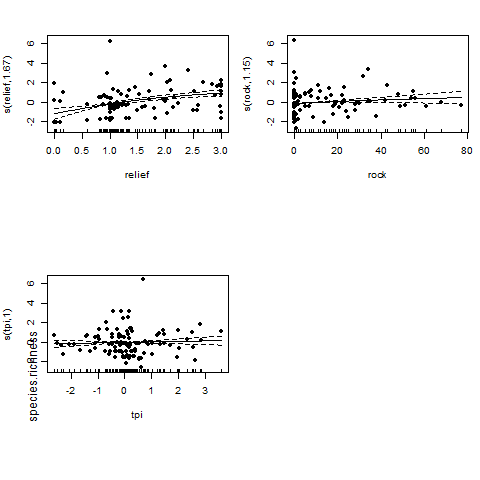 s(relief,1.67)
-2 0 2 4 6
0.0 0.5 1.0 1.5 2.0 2.5 3.0
relief
s(rock,1.15)
-2 0 2 4 6
0 20 40 60 80
rock
s(tpi,1)
-2 0 2 4 6
-2 -1 0 1 2 3
tpi
species.richness